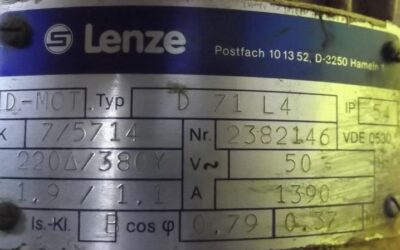 Lenze Postfach 10 13 52, D-3250 Hameln
D-MOT Typ D 71 L4 IP 54
K 7/5714 Nr. 2382146 VDE 0530
220Δ/380Y V~ 50
1.9 / 1.1 A 1390
Is.-Kl. B cos φ 0.79 0.37